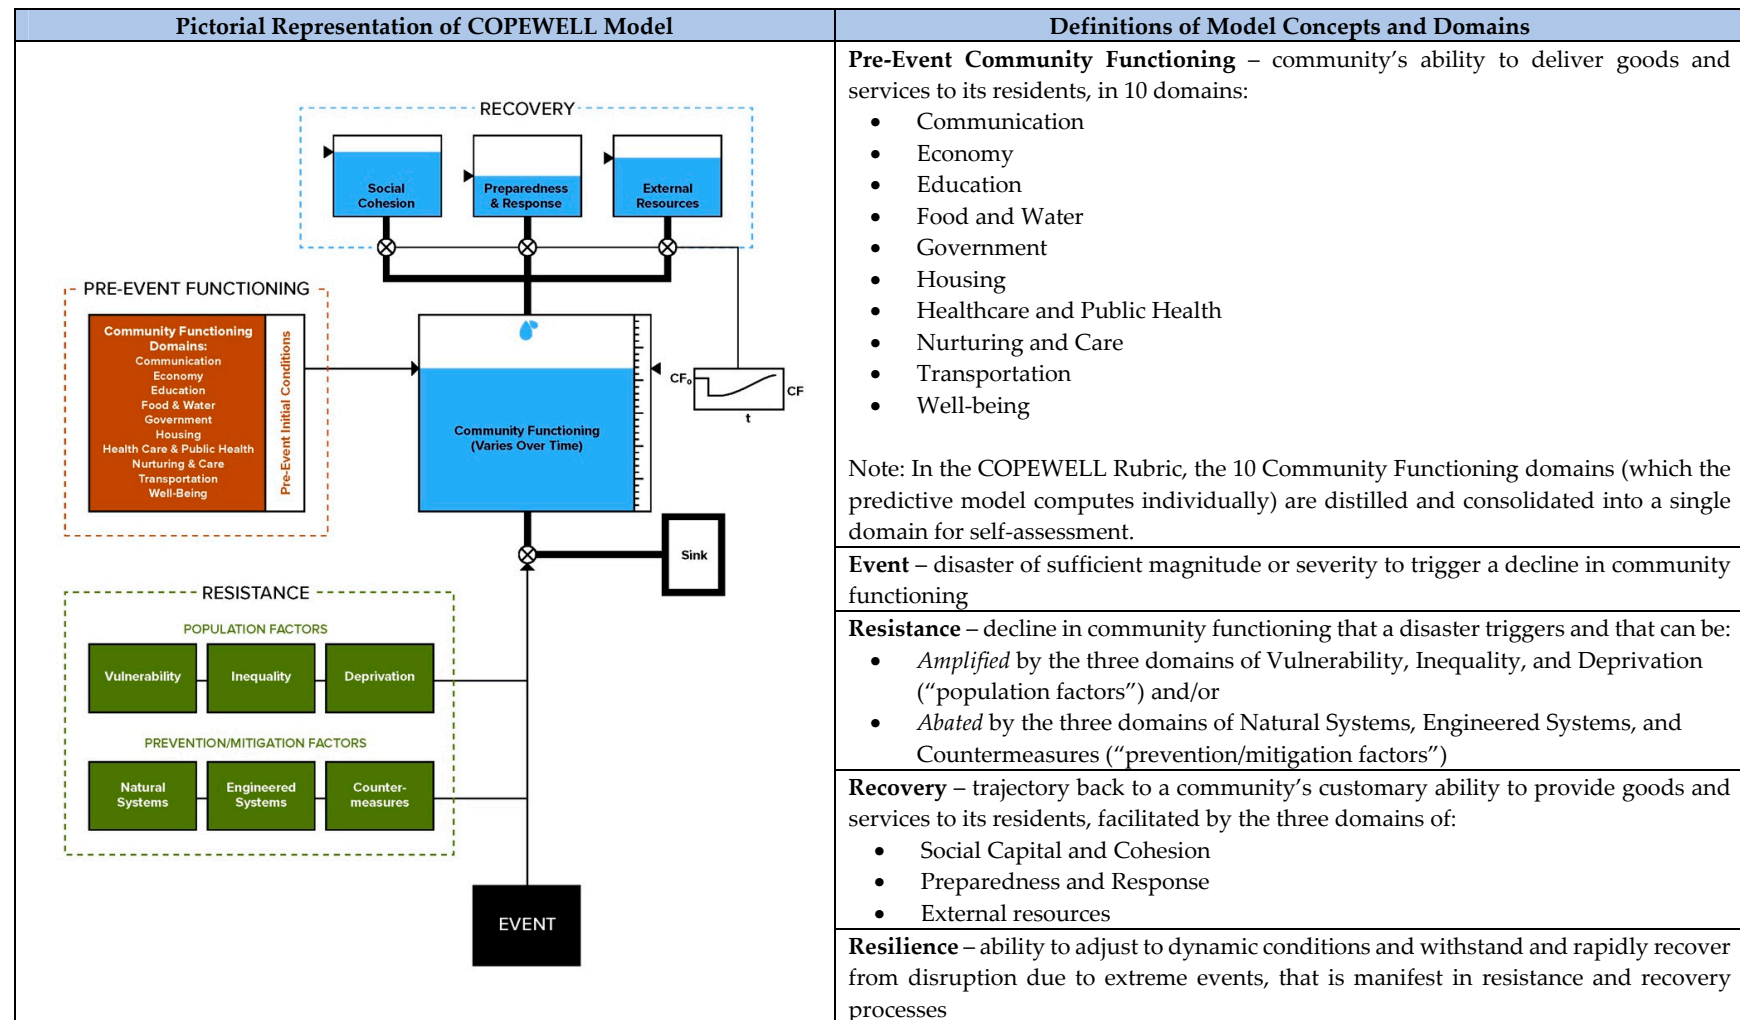 Pictorial Representation of COPEWELL Model
RECOVERY
Social
Cohesion
Preparedness
& Response
External
Resources
PRE-EVENT FUNCTIONING
Community Functioning
Domains:
Communication
Economy
Education
Food & Water
Government
Housing
Health Care & Public Health
Nurturing & Care
Transportation
Well-Being
Pre-Event Initial Conditions
Community Functioning
(Varies Over Time)
CF₀
CF
t
Sink
RESISTANCE
POPULATION FACTORS
Vulnerability
Inequality
Deprivation
PREVENTION/MITIGATION FACTORS
Natural
Systems
Engineered
Systems
Counter-
measures
EVENT
Definitions of Model Concepts and Domains
Pre-Event Community Functioning – community’s ability to deliver goods and
services to its residents, in 10 domains:
• Communication
• Economy
• Education
• Food and Water
• Government
• Housing
• Healthcare and Public Health
• Nurturing and Care
• Transportation
• Well-being
Note: In the COPEWELL Rubric, the 10 Community Functioning domains (which the
predictive model computes individually) are distilled and consolidated into a single
domain for self-assessment.
Event – disaster of sufficient magnitude or severity to trigger a decline in community
functioning
Resistance – decline in community functioning that a disaster triggers and that can be:
• Amplified by the three domains of Vulnerability, Inequality, and Deprivation
(“population factors”) and/or
• Abated by the three domains of Natural Systems, Engineered Systems, and
Countermeasures (“prevention/mitigation factors”)
Recovery – trajectory back to a community’s customary ability to provide goods and
services to its residents, facilitated by the three domains of:
• Social Capital and Cohesion
• Preparedness and Response
• External resources
Resilience – ability to adjust to dynamic conditions and withstand and rapidly recover
from disruption due to extreme events, that is manifest in resistance and recovery
processes